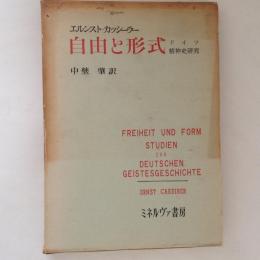 エルンスト・カッシーラー
自由と形式
ドイツ
精神史研究
中埜 肇 訳
FREIHEIT UND FORM
STUDIEN
ZUR
DEUTSCHEN
GEISTESGESCHICHTE
ERNST CASSIRER
ミネルヴァ書房